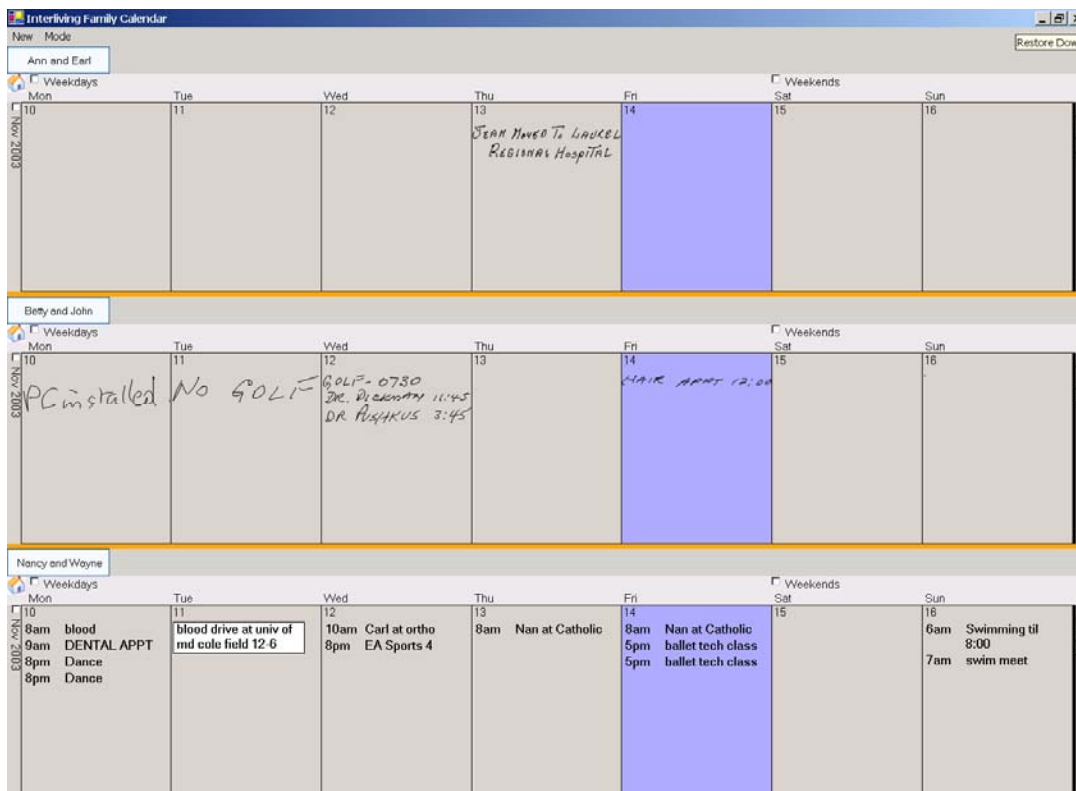 Interliving Family Calendar
New Mode
Restore Dow
Ann and Earl
Weekdays Weekends
Mon Tue Wed Thu Fri Sat Sun
Nov 2003
10 11 12 13 14 15 16
JEAN MOVED TO LAUREL
REGIONAL HOSPITAL
Betty and John
Weekdays Weekends
Mon Tue Wed Thu Fri Sat Sun
Nov 2003
10 11 12 13 14 15 16
PC installed
NO GOLF
GOLF - 0730
DR. DICKMAN 11:45
DR PUSHKUS 3:45
HAIR APPT 12:00
Nancy and Wayne
Weekdays Weekends
Mon Tue Wed Thu Fri Sat Sun
Nov 2003
10 11 12 13 14 15 16
8am blood
9am DENTAL APPT
8pm Dance
8pm Dance
blood drive at univ of
md cole field 12-6
10am Carl at ortho
8pm EA Sports 4
8am Nan at Catholic
8am Nan at Catholic
5pm ballet tech class
5pm ballet tech class
6am Swimming til
8:00
7am swim meet